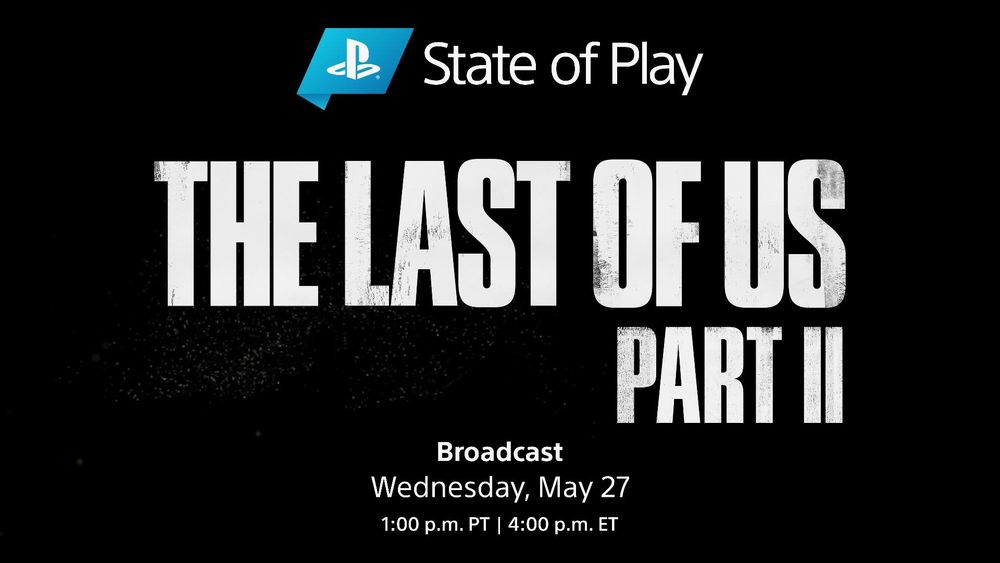 State of Play
THE LAST OF US
PART II
Broadcast
Wednesday, May 27
1:00 p.m. PT | 4:00 p.m. ET